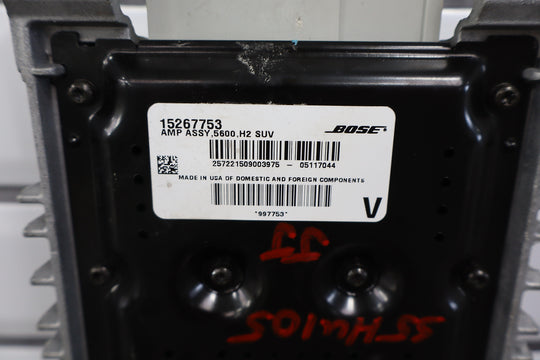 15267753
AMP ASSY,5600,H2 SUV
BOSE
257221509003975 - 05117044
MADE IN USA OF DOMESTIC AND FOREIGN COMPONENTS
*997753*
V
JJ
35HU105